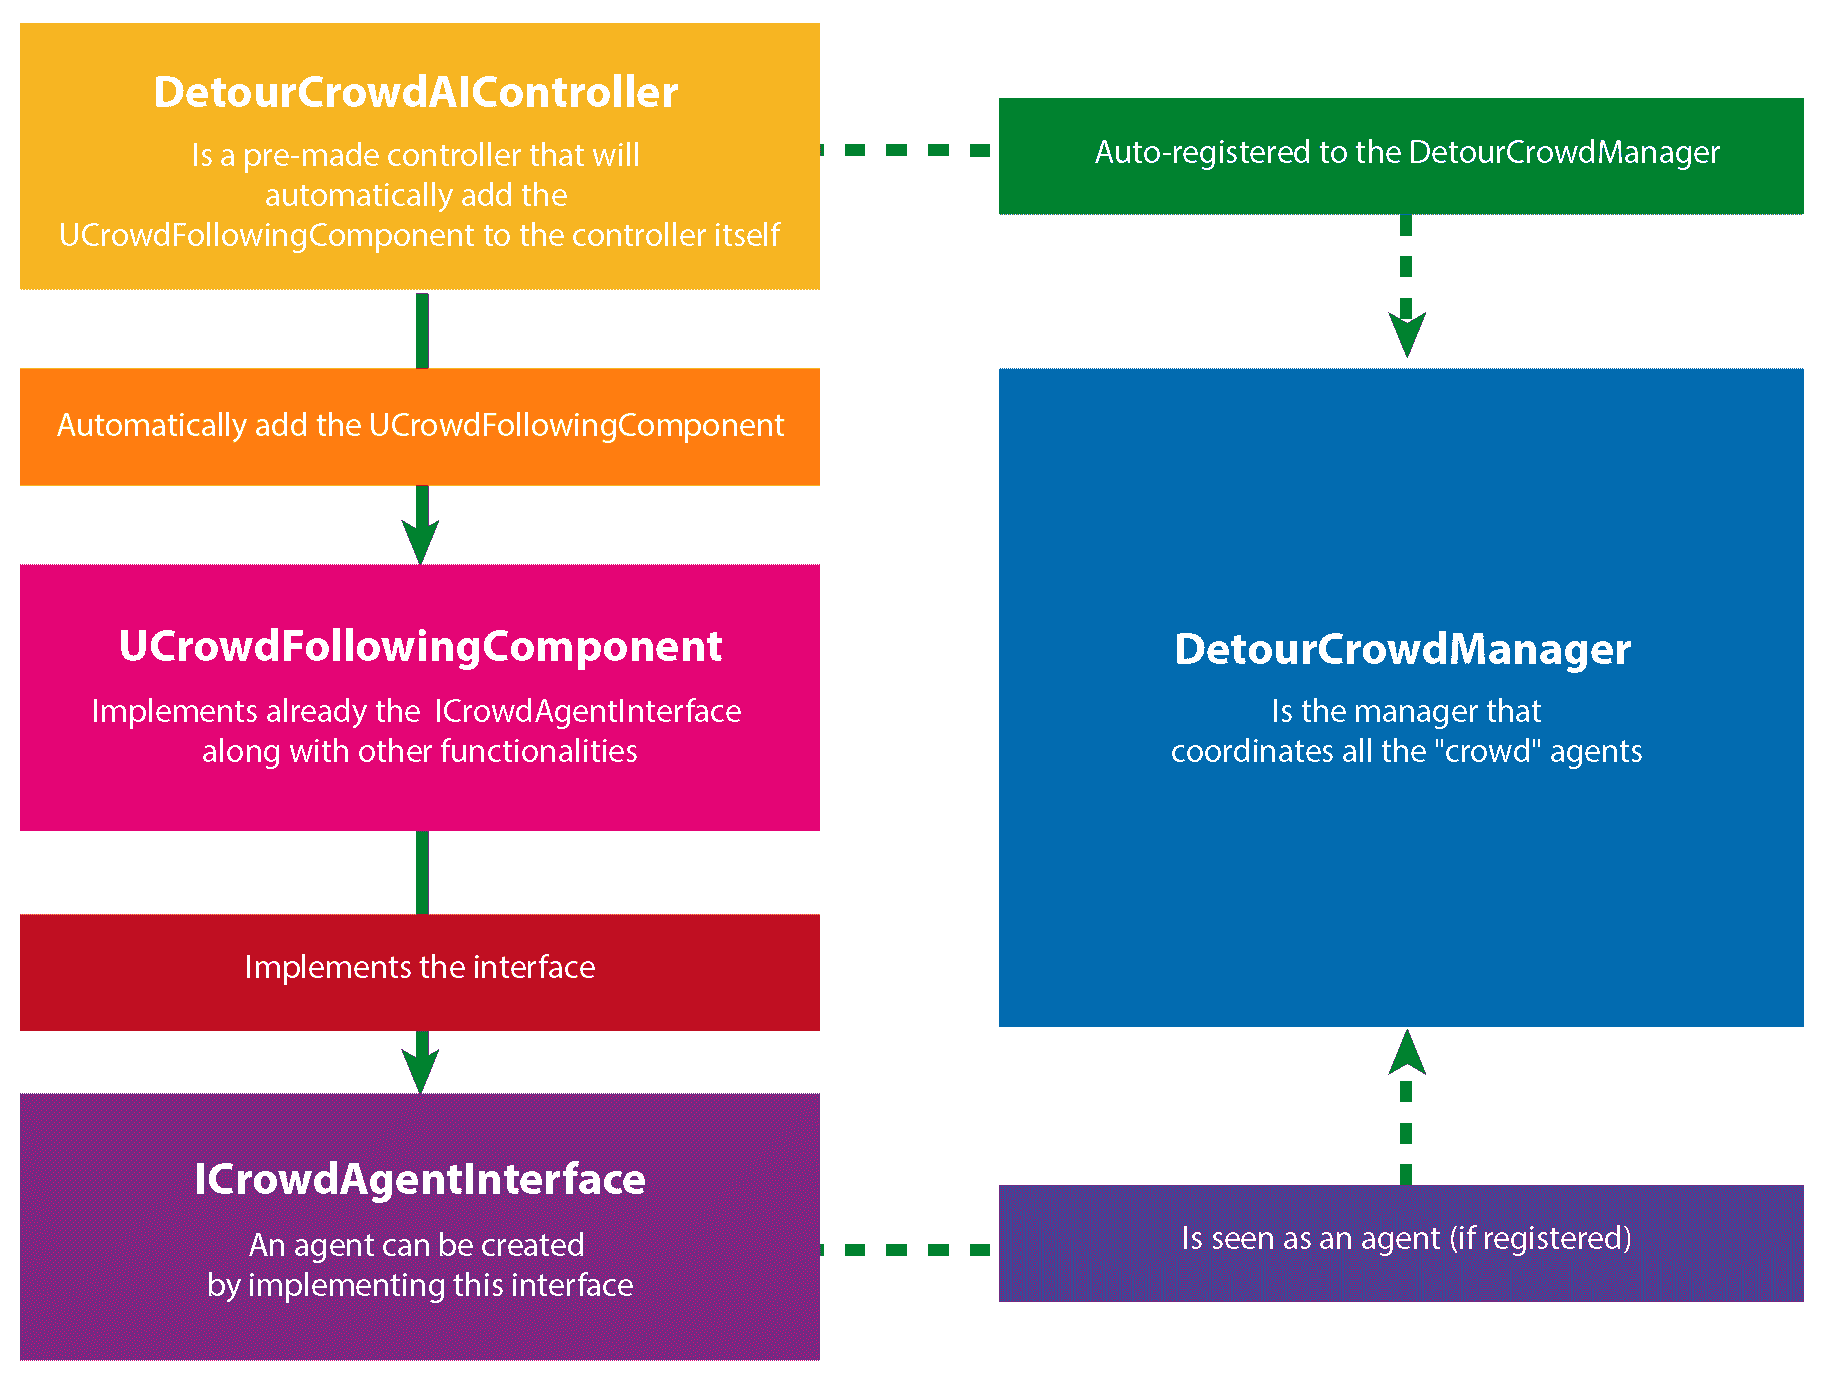 DetourCrowdAIController
Is a pre-made controller that will
automatically add the
UCrowdFollowingComponent to the controller itself
Auto-registered to the DetourCrowdManager
Automatically add the UCrowdFollowingComponent
UCrowdFollowingComponent
Implements already the ICrowdAgentInterface
along with other functionalities
DetourCrowdManager
Is the manager that
coordinates all the "crowd" agents
Implements the interface
ICrowdAgentInterface
An agent can be created
by implementing this interface
Is seen as an agent (if registered)